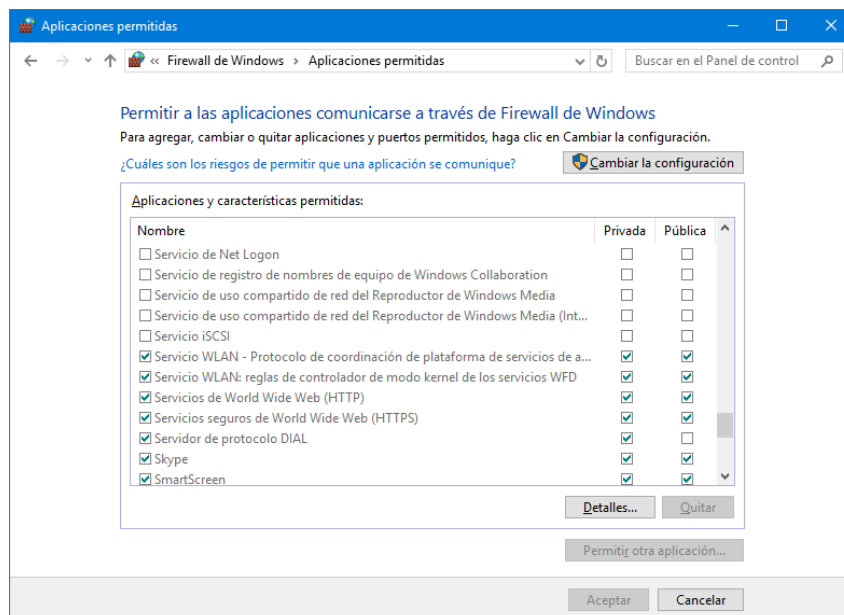 Aplicaciones permitidas
« Firewall de Windows › Aplicaciones permitidas
Buscar en el Panel de control
Permitir a las aplicaciones comunicarse a través de Firewall de Windows
Para agregar, cambiar o quitar aplicaciones y puertos permitidos, haga clic en Cambiar la configuración.
¿Cuáles son los riesgos de permitir que una aplicación se comunique?
Cambiar la configuración
Aplicaciones y características permitidas:
Nombre Privada Pública
Servicio de Net Logon
Servicio de registro de nombres de equipo de Windows Collaboration
Servicio de uso compartido de red del Reproductor de Windows Media
Servicio de uso compartido de red del Reproductor de Windows Media (Int...
Servicio iSCSI
Servicio WLAN - Protocolo de coordinación de plataforma de servicios de a...
Servicio WLAN: reglas de controlador de modo kernel de los servicios WFD
Servicios de World Wide Web (HTTP)
Servicios seguros de World Wide Web (HTTPS)
Servidor de protocolo DIAL
Skype
SmartScreen
Detalles... Quitar
Permitir otra aplicación...
Aceptar Cancelar